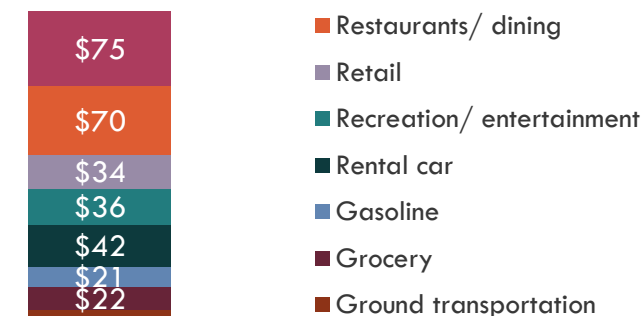 $75
$70
$34
$36
$42
$21
$22
Restaurants/ dining
Retail
Recreation/ entertainment
Rental car
Gasoline
Grocery
Ground transportation